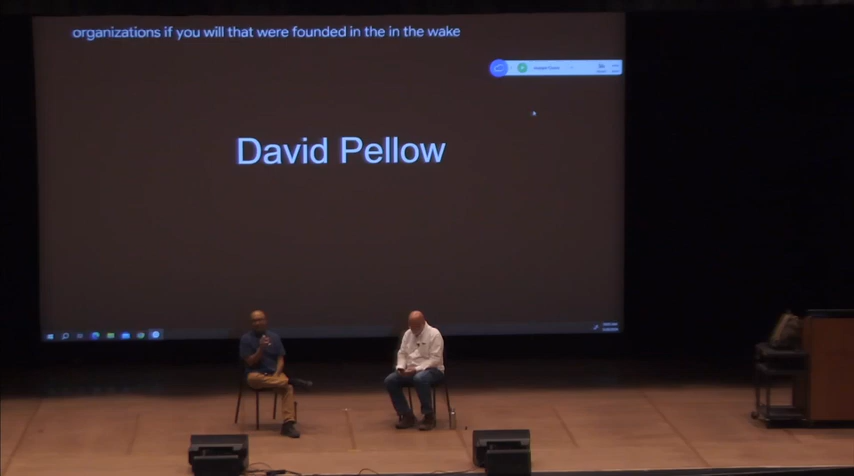 organizations if you will that were founded in the in the wake
David Pellow